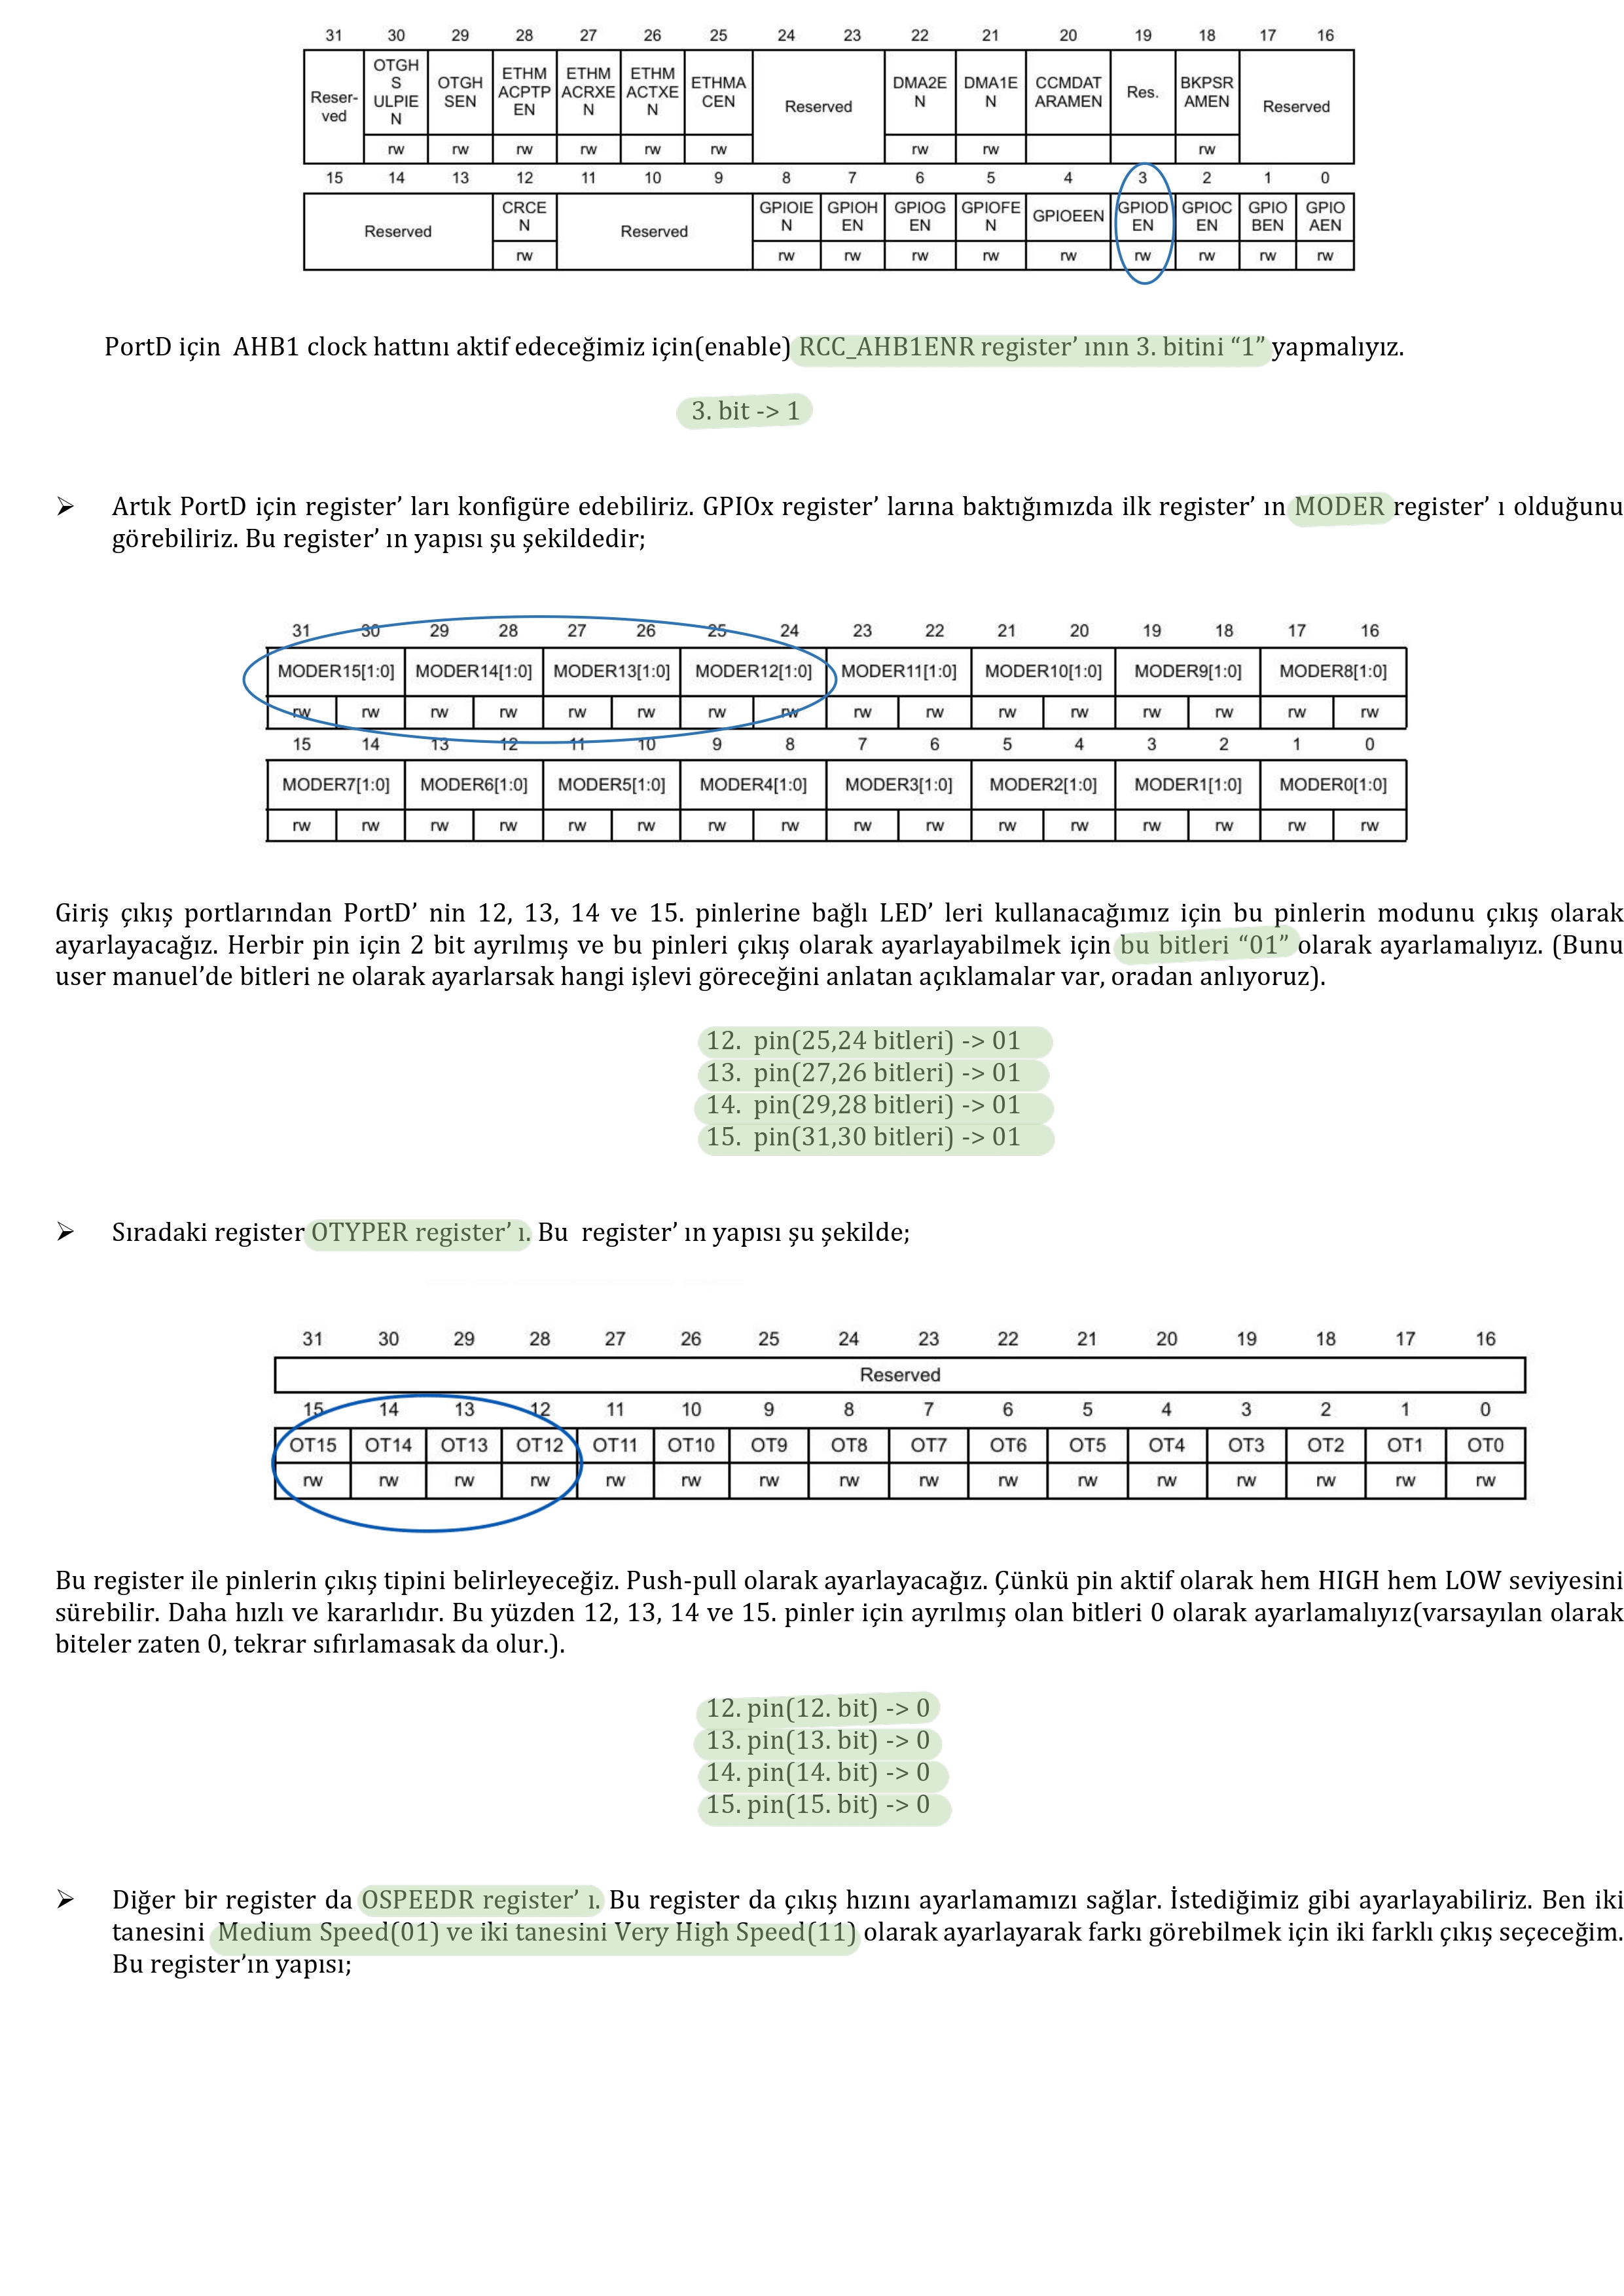 31 30 29 28 27 26 25 24 23 22 21 20 19 18 17 16
Reser-ved OTGHS ULPIEN OTGHSEN ETHMACPTPEN ETHMACRXEN ETHMACTXEN ETHMACEN Reserved DMA2EN DMA1EN CCMDATARAMEN Res. BKPSRAMEN Reserved
rw rw rw rw rw rw rw rw rw
15 14 13 12 11 10 9 8 7 6 5 4 3 2 1 0
Reserved CRCEN Reserved GPIOIEN GPIOHEN GPIOGEN GPIOFEN GPIOEEN GPIODEN GPIOCEN GPIOBEN GPIOAEN
rw rw rw rw rw rw rw rw rw rw
PortD için AHB1 clock hattını aktif edeceğimiz için(enable) RCC_AHB1ENR register’ ının 3. bitini “1” yapmalıyız.
3. bit -> 1
➢ Artık PortD için register’ ları konfigüre edebiliriz. GPIOx register’ larına baktığımızda ilk register’ ın MODER register’ ı olduğunu
görebiliriz. Bu register’ ın yapısı şu şekildedir;
31 30 29 28 27 26 25 24 23 22 21 20 19 18 17 16
MODER15[1:0] MODER14[1:0] MODER13[1:0] MODER12[1:0] MODER11[1:0] MODER10[1:0] MODER9[1:0] MODER8[1:0]
rw rw rw rw rw rw rw rw rw rw rw rw rw rw rw rw
15 14 13 12 11 10 9 8 7 6 5 4 3 2 1 0
MODER7[1:0] MODER6[1:0] MODER5[1:0] MODER4[1:0] MODER3[1:0] MODER2[1:0] MODER1[1:0] MODER0[1:0]
rw rw rw rw rw rw rw rw rw rw rw rw rw rw rw rw
Giriş çıkış portlarından PortD’ nin 12, 13, 14 ve 15. pinlerine bağlı LED’ leri kullanacağımız için bu pinlerin modunu çıkış olarak
ayarlayacağız. Herbir pin için 2 bit ayrılmış ve bu pinleri çıkış olarak ayarlayabilmek için bu bitleri “01” olarak ayarlamalıyız. (Bunu
user manuel’de bitleri ne olarak ayarlarsak hangi işlevi göreceğini anlatan açıklamalar var, oradan anlıyoruz).
12. pin(25,24 bitleri) -> 01
13. pin(27,26 bitleri) -> 01
14. pin(29,28 bitleri) -> 01
15. pin(31,30 bitleri) -> 01
➢ Sıradaki register OTYPER register’ ı. Bu register’ ın yapısı şu şekilde;
31 30 29 28 27 26 25 24 23 22 21 20 19 18 17 16
Reserved
15 14 13 12 11 10 9 8 7 6 5 4 3 2 1 0
OT15 OT14 OT13 OT12 OT11 OT10 OT9 OT8 OT7 OT6 OT5 OT4 OT3 OT2 OT1 OT0
rw rw rw rw rw rw rw rw rw rw rw rw rw rw rw rw
Bu register ile pinlerin çıkış tipini belirleyeceğiz. Push-pull olarak ayarlayacağız. Çünkü pin aktif olarak hem HIGH hem LOW seviyesini
sürebilir. Daha hızlı ve kararlıdır. Bu yüzden 12, 13, 14 ve 15. pinler için ayrılmış olan bitleri 0 olarak ayarlamalıyız(varsayılan olarak
biteler zaten 0, tekrar sıfırlamasak da olur.).
12. pin(12. bit) -> 0
13. pin(13. bit) -> 0
14. pin(14. bit) -> 0
15. pin(15. bit) -> 0
➢ Diğer bir register da OSPEEDR register’ ı. Bu register da çıkış hızını ayarlamamızı sağlar. İstediğimiz gibi ayarlayabiliriz. Ben iki
tanesini Medium Speed(01) ve iki tanesini Very High Speed(11) olarak ayarlayarak farkı görebilmek için iki farklı çıkış seçeceğim.
Bu register’ın yapısı;